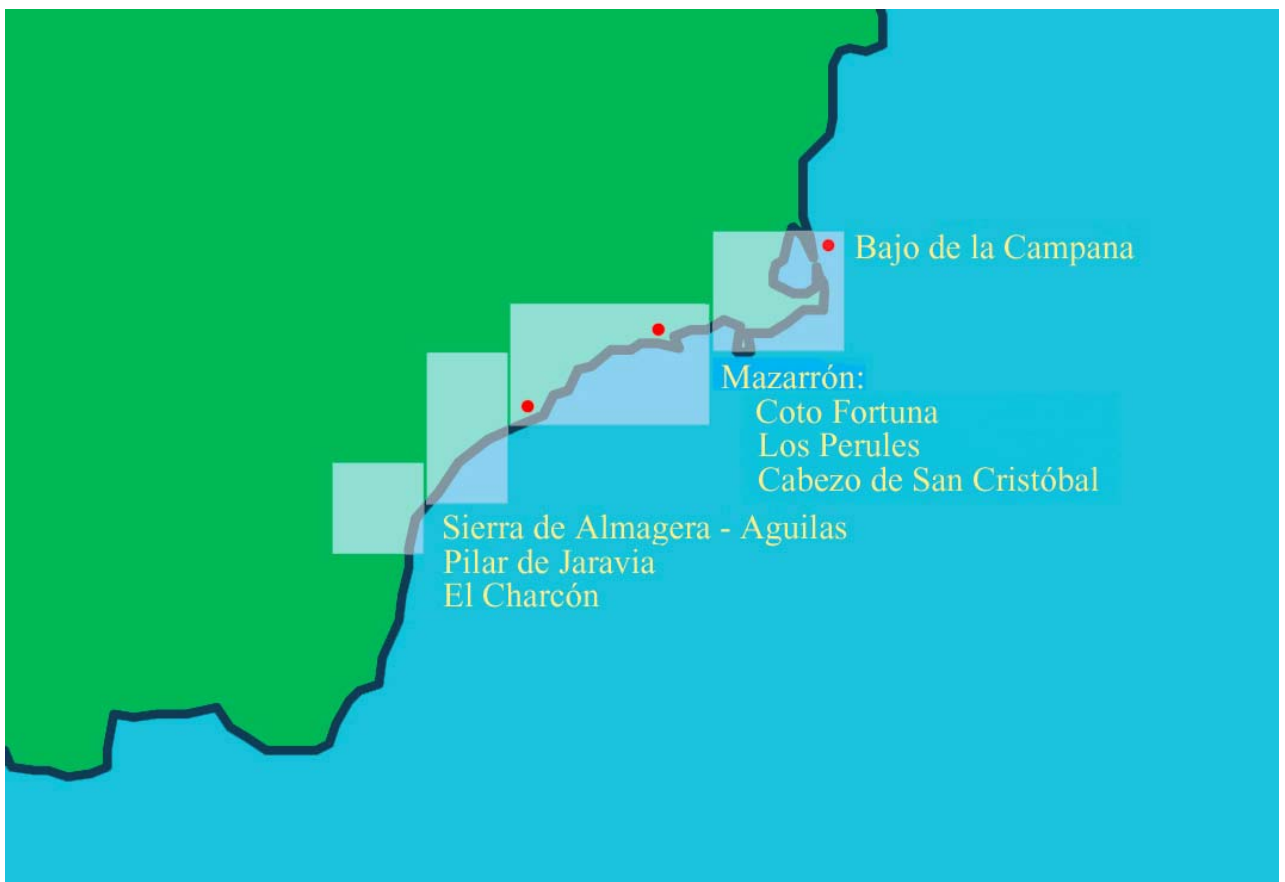 Bajo de la Campana
Mazarrón:
Coto Fortuna
Los Perules
Cabezo de San Cristóbal
Sierra de Almagera - Aguilas
Pilar de Jaravia
El Charcón